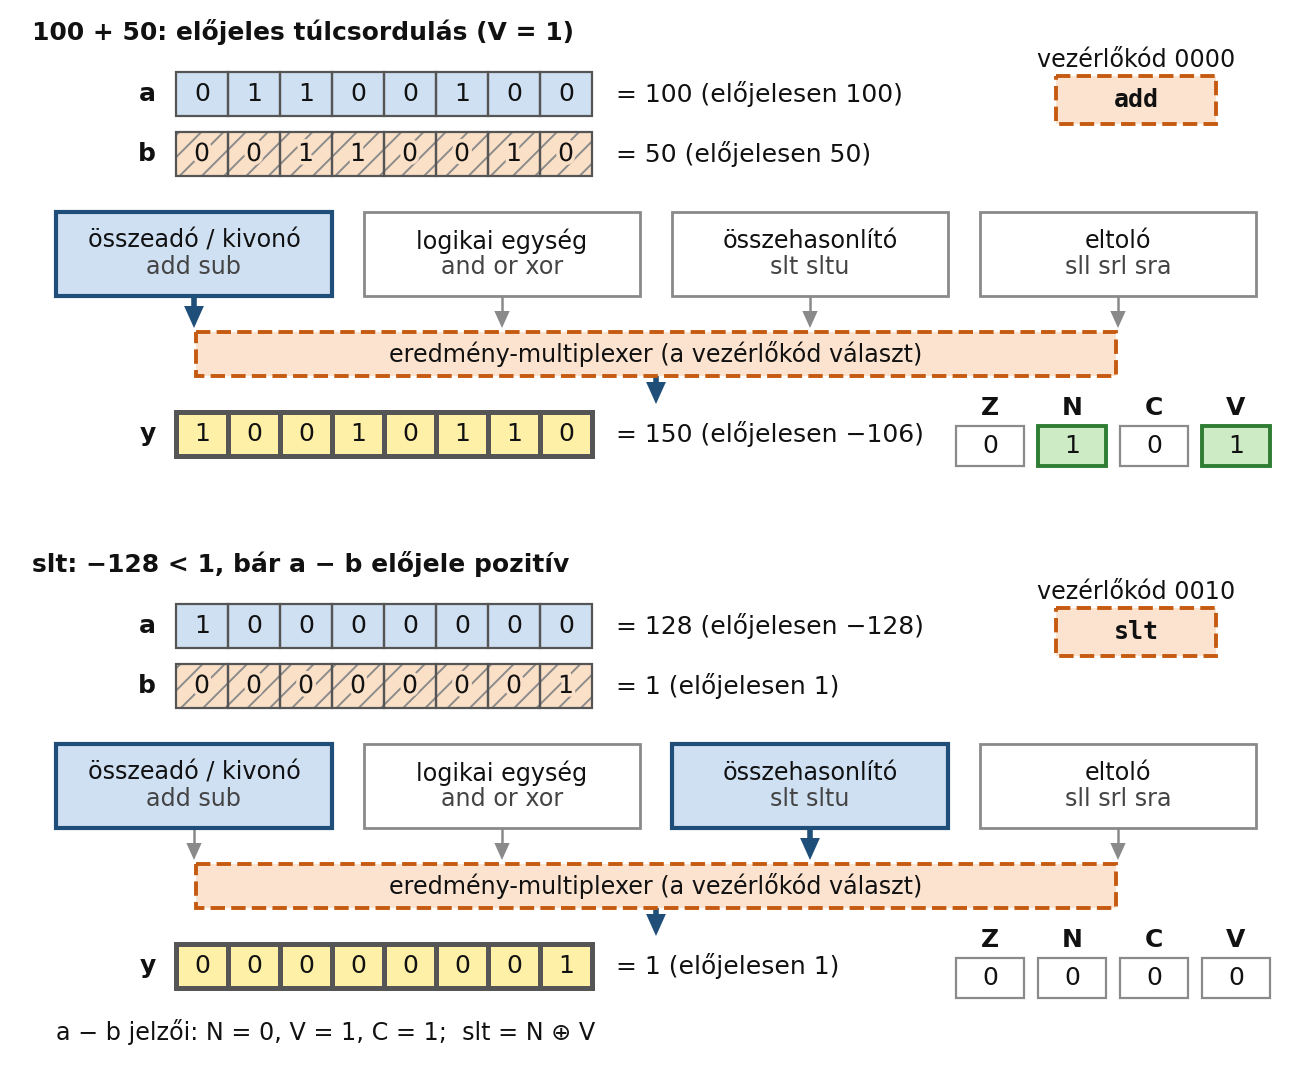 100 + 50: előjeles túlcsordulás (V = 1)
vezérlőkód 0000
add
a 0 1 1 0 0 1 0 0 = 100 (előjelesen 100)
b 0 0 1 1 0 0 1 0 = 50 (előjelesen 50)
összeadó / kivonó logikai egység összehasonlító eltoló
add sub and or xor slt sltu sll srl sra
eredmény-multiplexer (a vezérlőkód választ)
Z N C V
y 1 0 0 1 0 1 1 0 = 150 (előjelesen −106) 0 1 0 1
slt: −128 < 1, bár a − b előjele pozitív
vezérlőkód 0010
slt
a 1 0 0 0 0 0 0 0 = 128 (előjelesen −128)
b 0 0 0 0 0 0 0 1 = 1 (előjelesen 1)
összeadó / kivonó logikai egység összehasonlító eltoló
add sub and or xor slt sltu sll srl sra
eredmény-multiplexer (a vezérlőkód választ)
Z N C V
y 0 0 0 0 0 0 0 1 = 1 (előjelesen 1) 0 0 0 0
a − b jelzői: N = 0, V = 1, C = 1; slt = N ⊕ V